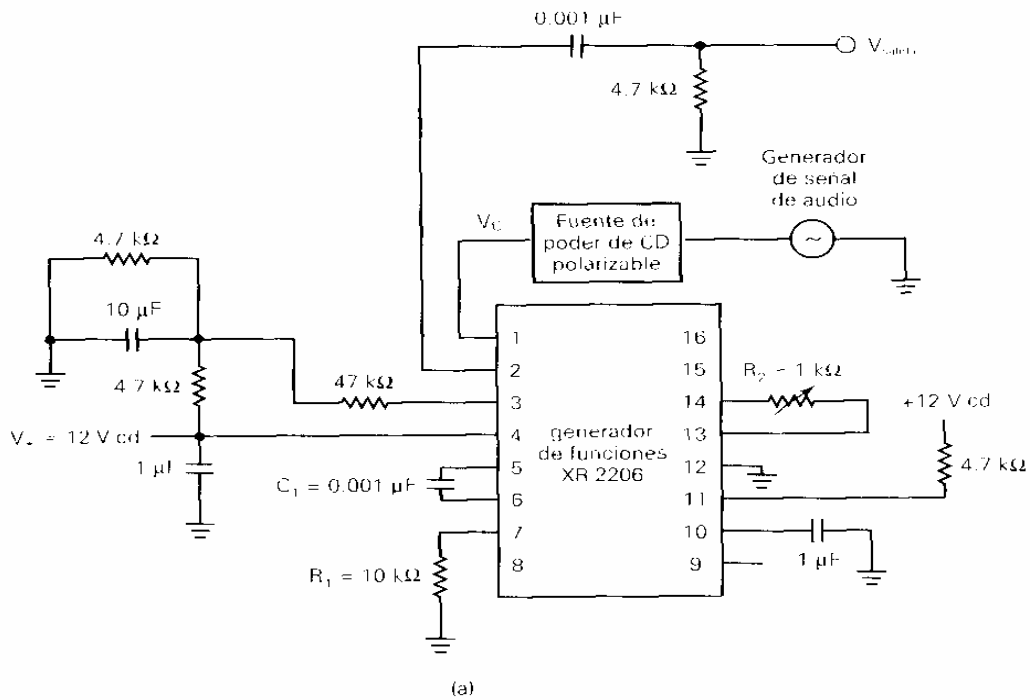 0.001 µF
V
4.7 kΩ
Generador
de señal
de audio
V_C
Fuente de
poder de CD
polarizable
4.7 kΩ
10 µF
4.7 kΩ
47 kΩ
V₊ = 12 V cd
1 µF
C₁ = 0.001 µF
R₁ = 10 kΩ
1
2
3
4
5
6
7
8
generador
de funciones
XR 2206
16
15
14
13
12
11
10
9
R₂ – 1 kΩ
+12 V cd
4.7 kΩ
1 µF
(a)